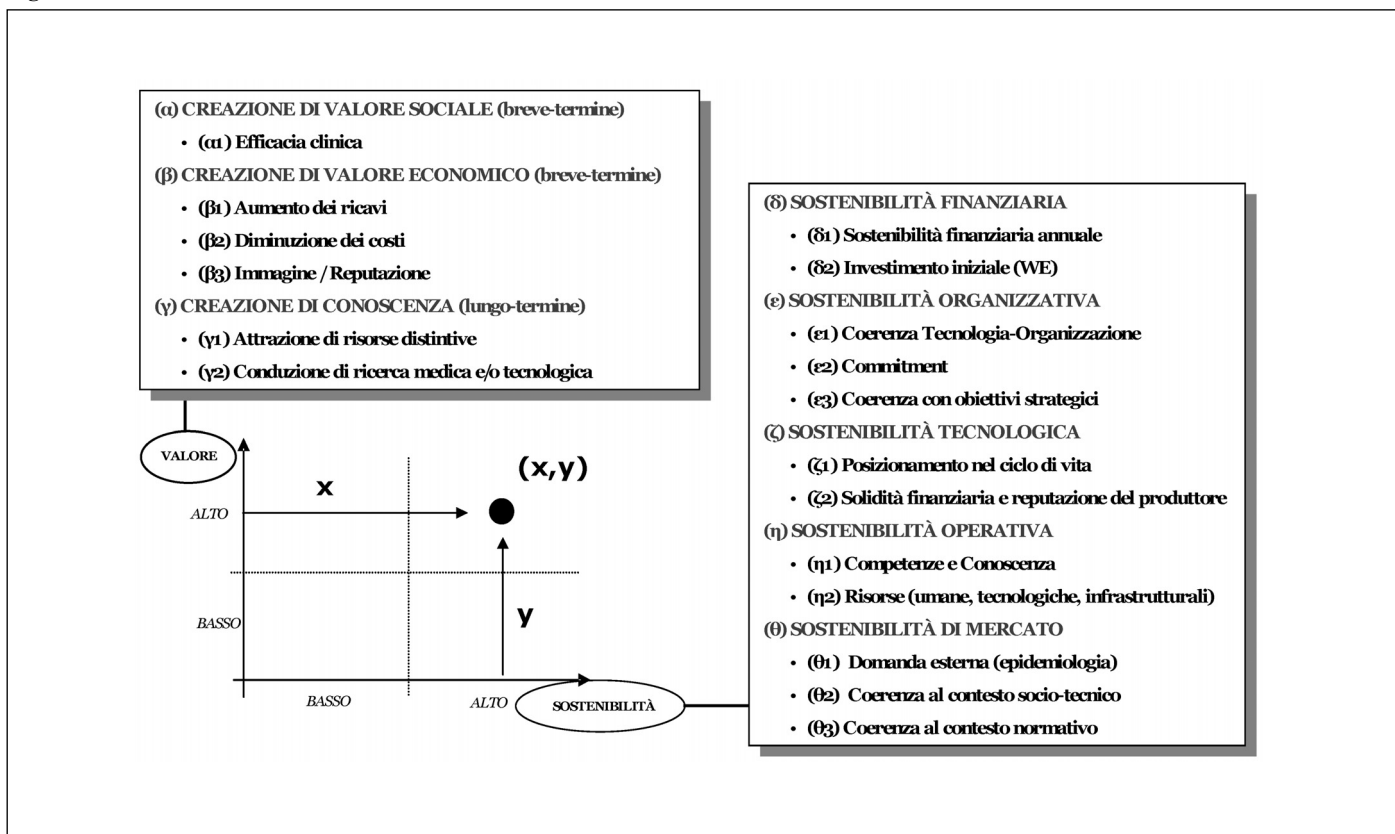 (α) CREAZIONE DI VALORE SOCIALE (breve-termine)
• (α1) Efficacia clinica
(β) CREAZIONE DI VALORE ECONOMICO (breve-termine)
• (β1) Aumento dei ricavi
• (β2) Diminuzione dei costi
• (β3) Immagine / Reputazione
(γ) CREAZIONE DI CONOSCENZA (lungo-termine)
• (γ1) Attrazione di risorse distintive
• (γ2) Conduzione di ricerca medica e/o tecnologica
VALORE
ALTO
BASSO
x
(x,y)
y
BASSO
ALTO
SOSTENIBILITÀ
(δ) SOSTENIBILITÀ FINANZIARIA
• (δ1) Sostenibilità finanziaria annuale
• (δ2) Investimento iniziale (WE)
(ε) SOSTENIBILITÀ ORGANIZZATIVA
• (ε1) Coerenza Tecnologia-Organizzazione
• (ε2) Commitment
• (ε3) Coerenza con obiettivi strategici
(ζ) SOSTENIBILITÀ TECNOLOGICA
• (ζ1) Posizionamento nel ciclo di vita
• (ζ2) Solidità finanziaria e reputazione del produttore
(η) SOSTENIBILITÀ OPERATIVA
• (η1) Competenze e Conoscenza
• (η2) Risorse (umane, tecnologiche, infrastrutturali)
(θ) SOSTENIBILITÀ DI MERCATO
• (θ1) Domanda esterna (epidemiologia)
• (θ2) Coerenza al contesto socio-tecnico
• (θ3) Coerenza al contesto normativo